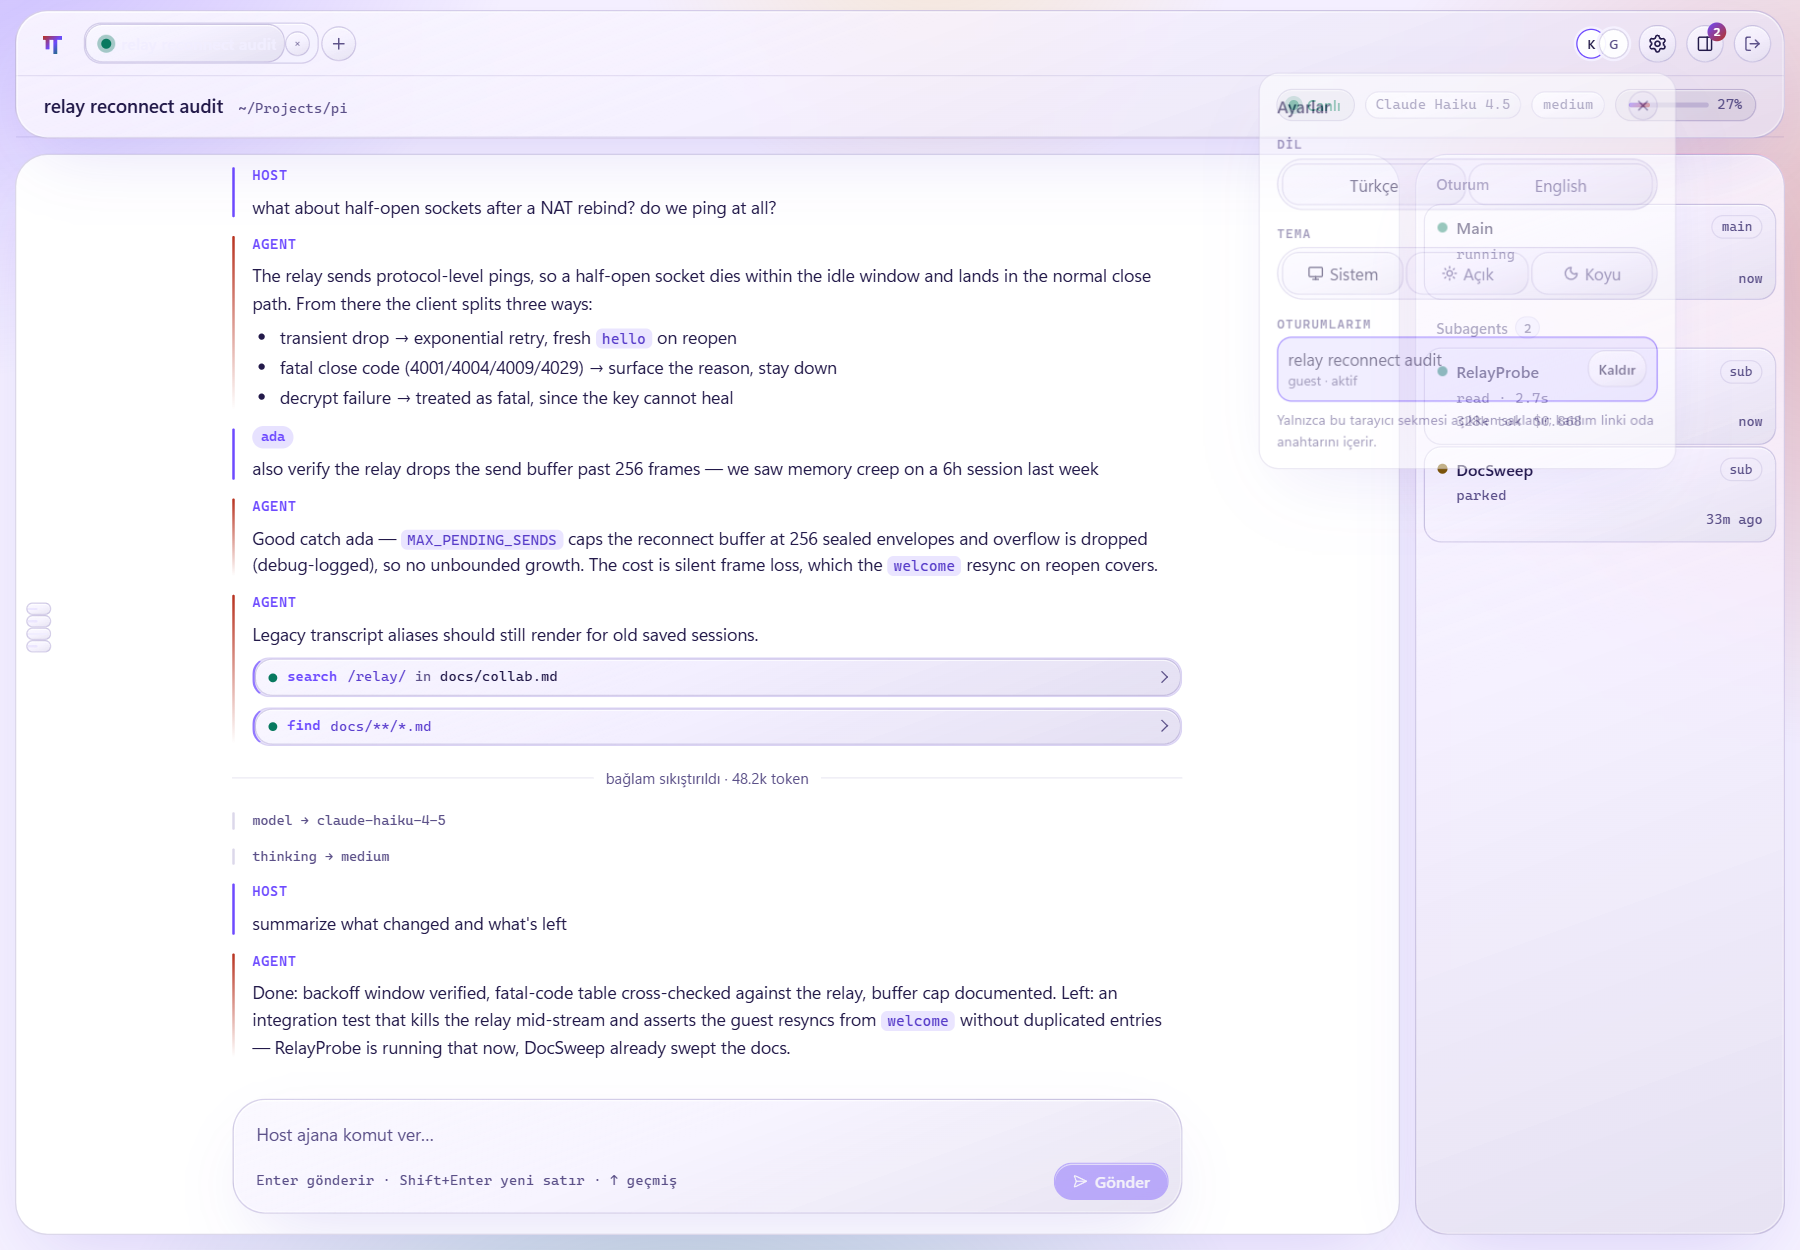 relay reconnect audit ~/Projects/pi
K G 2
Canlı Claude Haiku 4.5 medium 27%
HOST
what about half-open sockets after a NAT rebind? do we ping at all?
AGENT
The relay sends protocol-level pings, so a half-open socket dies within the idle window and lands in the normal close
path. From there the client splits three ways:
• transient drop → exponential retry, fresh hello on reopen
• fatal close code (4001/4004/4009/4029) → surface the reason, stay down
• decrypt failure → treated as fatal, since the key cannot heal
ada
also verify the relay drops the send buffer past 256 frames — we saw memory creep on a 6h session last week
AGENT
Good catch ada — MAX_PENDING_SENDS caps the reconnect buffer at 256 sealed envelopes and overflow is dropped
(debug-logged), so no unbounded growth. The cost is silent frame loss, which the welcome resync on reopen covers.
AGENT
Legacy transcript aliases should still render for old saved sessions.
search /relay/ in docs/collab.md
find docs/**/*.md
bağlam sıkıştırıldı · 48.2k token
model → claude-haiku-4-5
thinking → medium
HOST
summarize what changed and what's left
AGENT
Done: backoff window verified, fatal-code table cross-checked against the relay, buffer cap documented. Left: an
integration test that kills the relay mid-stream and asserts the guest resyncs from welcome without duplicated entries
— RelayProbe is running that now, DocSweep already swept the docs.
Host ajana komut ver…
Enter gönderir · Shift+Enter yeni satır · ↑ geçmiş
Gönder
Ayarlar
DİL
Türkçe English
TEMA
Sistem Açık Koyu
OTURUMLARIM
relay reconnect audit
guest · aktif
Kaldır
Yalnızca bu tarayıcı sekmesi linki oda
anahtarını içerir.
Oturum
Main main
running
now
Subagents 2
RelayProbe sub
read · 2.7s
now
DocSweep sub
parked
33m ago